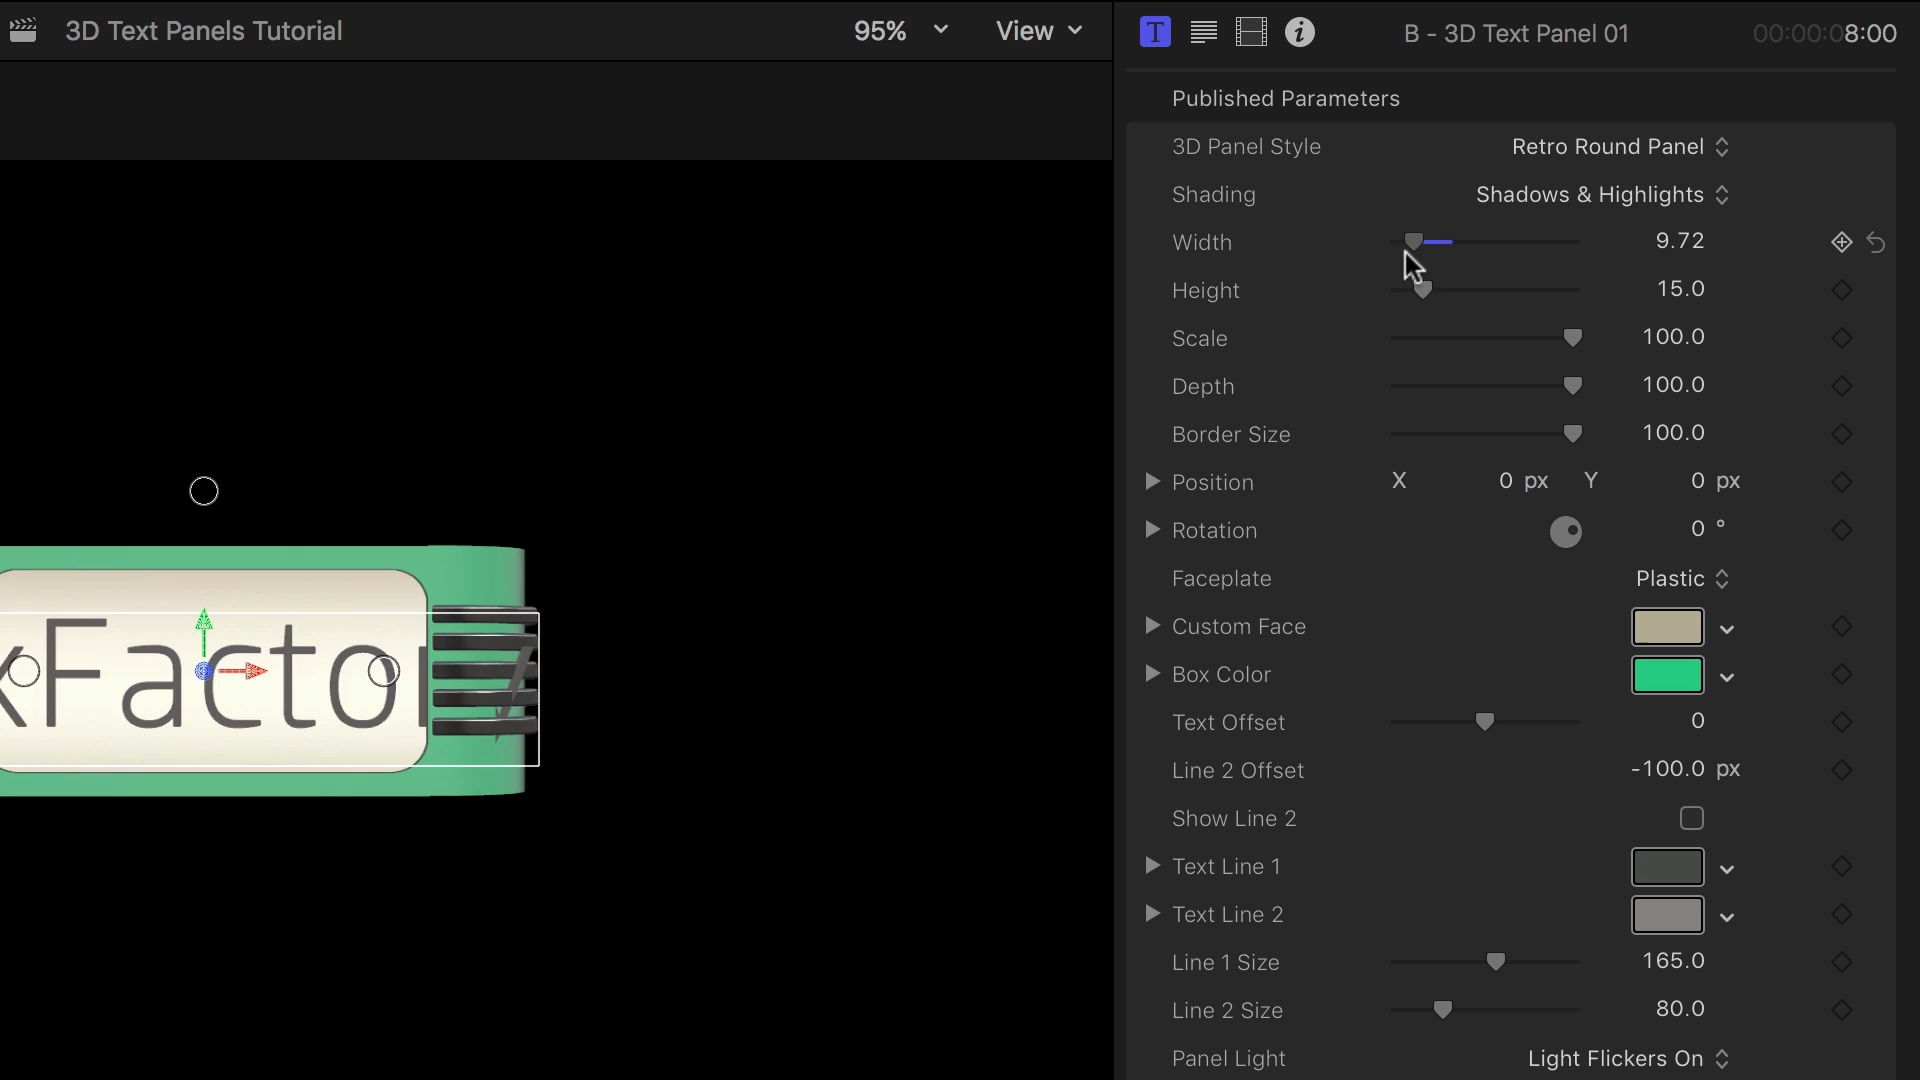 3D Text Panels Tutorial
95%
View
T
i
B - 3D Text Panel 01
00:00:08:00
Published Parameters
3D Panel Style
Retro Round Panel
Shading
Shadows & Highlights
Width
9.72
Height
15.0
Scale
100.0
Depth
100.0
Border Size
100.0
Position
X
0 px
Y
0 px
Rotation
0 °
Faceplate
Plastic
Custom Face
Box Color
Text Offset
0
Line 2 Offset
-100.0 px
Show Line 2
Text Line 1
Text Line 2
Line 1 Size
165.0
Line 2 Size
80.0
Panel Light
Light Flickers On
xFactory